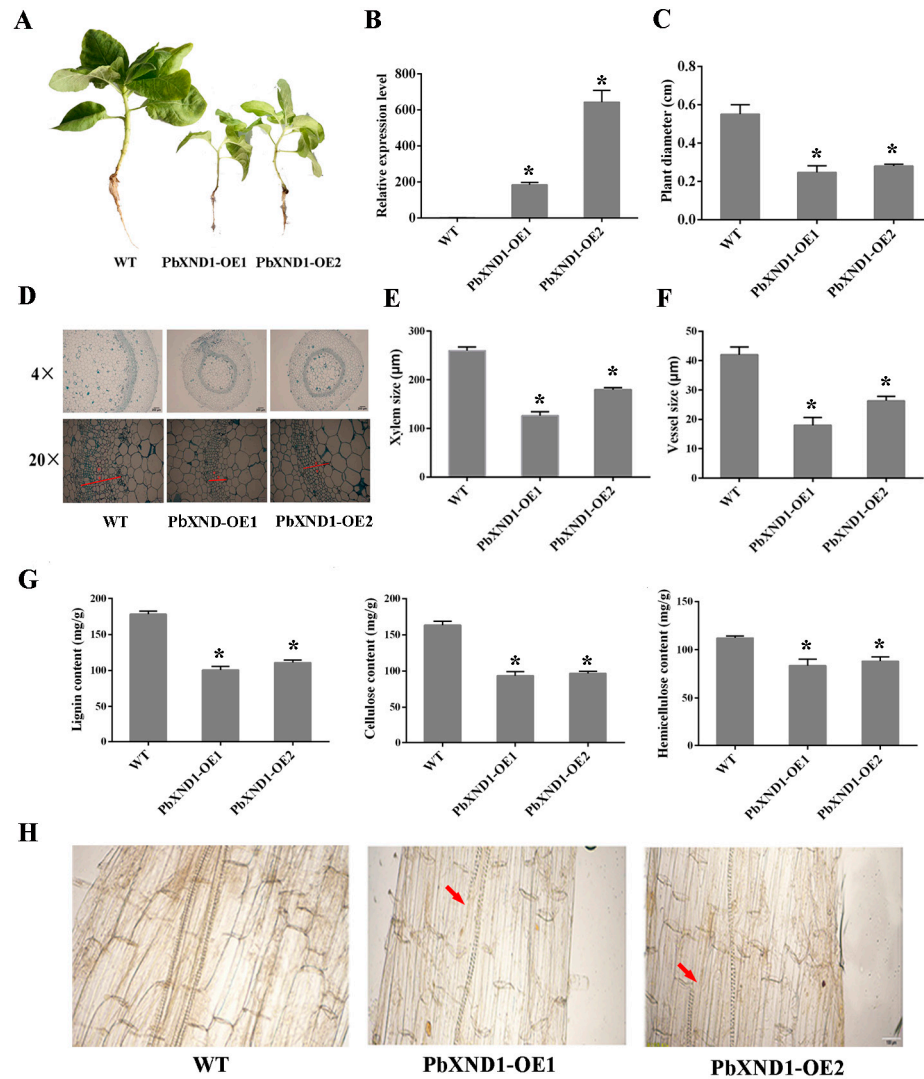 A
WT PbXND1-OE1 PbXND1-OE2
B
Relative expression level
800
600
400
200
0
*
*
WT
PbXND1-OE1
PbXND1-OE2
C
Plant diameter (cm)
0.8
0.6
0.4
0.2
0.0
*
*
WT
PbXND1-OE1
PbXND1-OE2
D
4×
20×
WT PbXND-OE1 PbXND1-OE2
E
Xylem size (μm)
300
200
100
0
*
*
WT
PbXND1-OE1
PbXND1-OE2
F
Vessel size (μm)
50
40
30
20
10
0
*
*
WT
PbXND1-OE1
PbXND1-OE2
G
Lignin content (mg/g)
200
150
100
50
0
*
*
WT
PbXND1-OE1
PbXND1-OE2
Cellulose content (mg/g)
200
150
100
50
0
*
*
WT
PbXND1-OE1
PbXND1-OE2
Hemicellulose content (mg/g)
150
100
50
0
*
*
WT
PbXND1-OE1
PbXND1-OE2
H
WT PbXND1-OE1 PbXND1-OE2